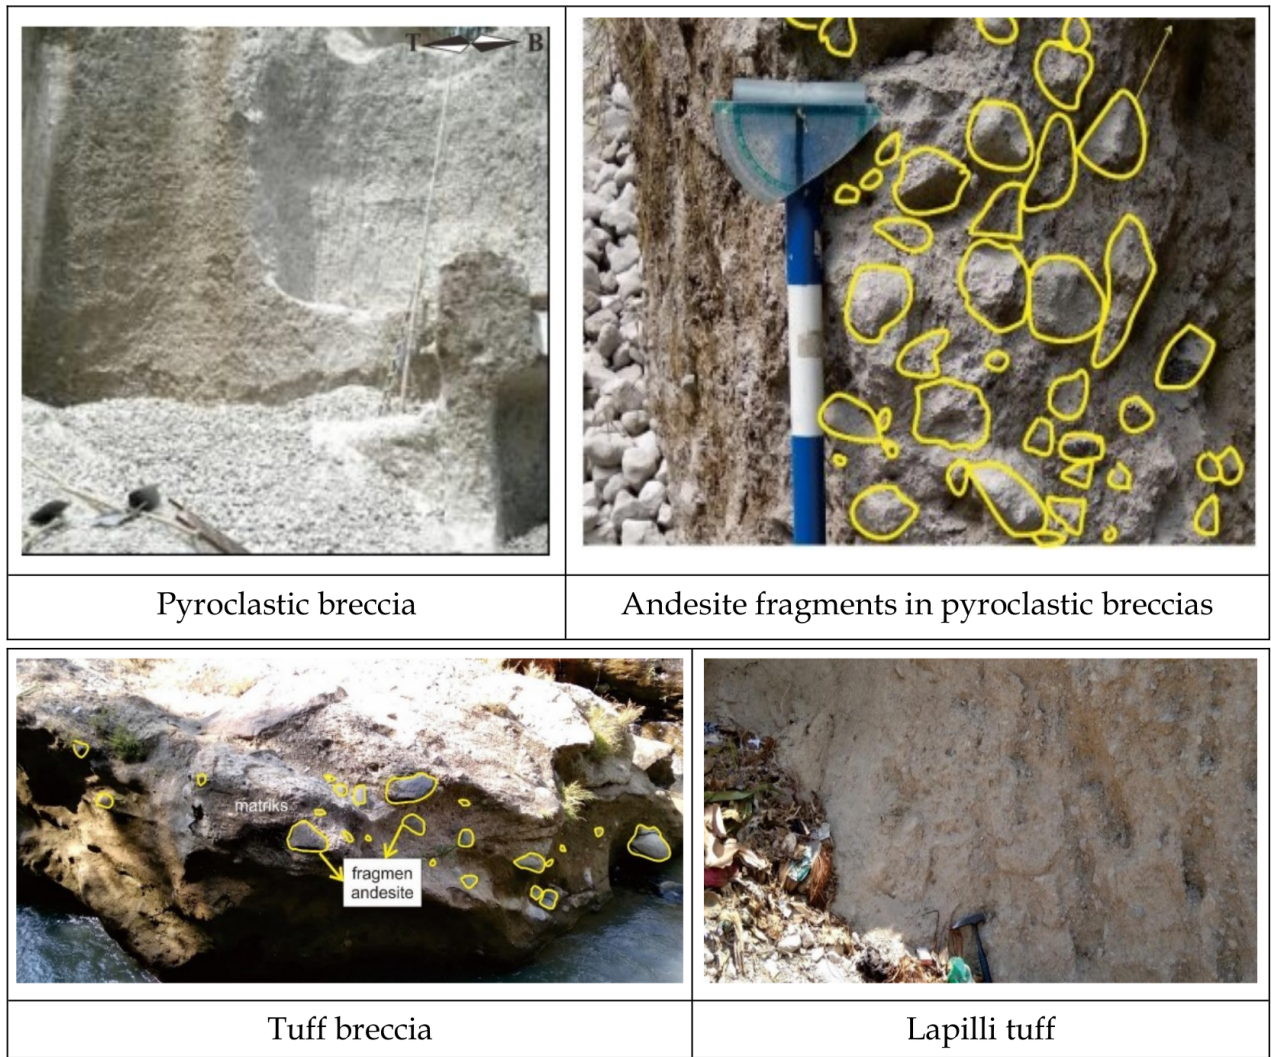 T B
Pyroclastic breccia
Andesite fragments in pyroclastic breccias
matriks
fragmen
andesite
Tuff breccia
Lapilli tuff